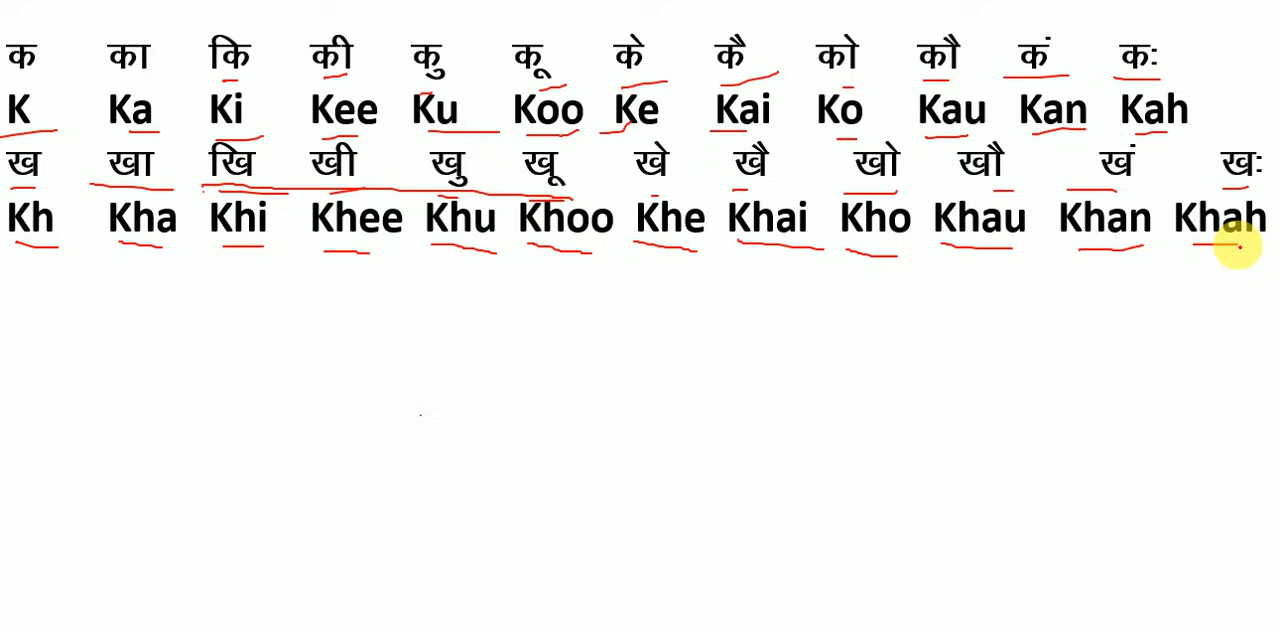 क का कि की कु कू के कै को कौ कं कः
K Ka Ki Kee Ku Koo Ke Kai Ko Kau Kan Kah
ख खा खि खी खु खू खे खै खो खौ खं खः
Kh Kha Khi Khee Khu Khoo Khe Khai Kho Khau Khan Khah